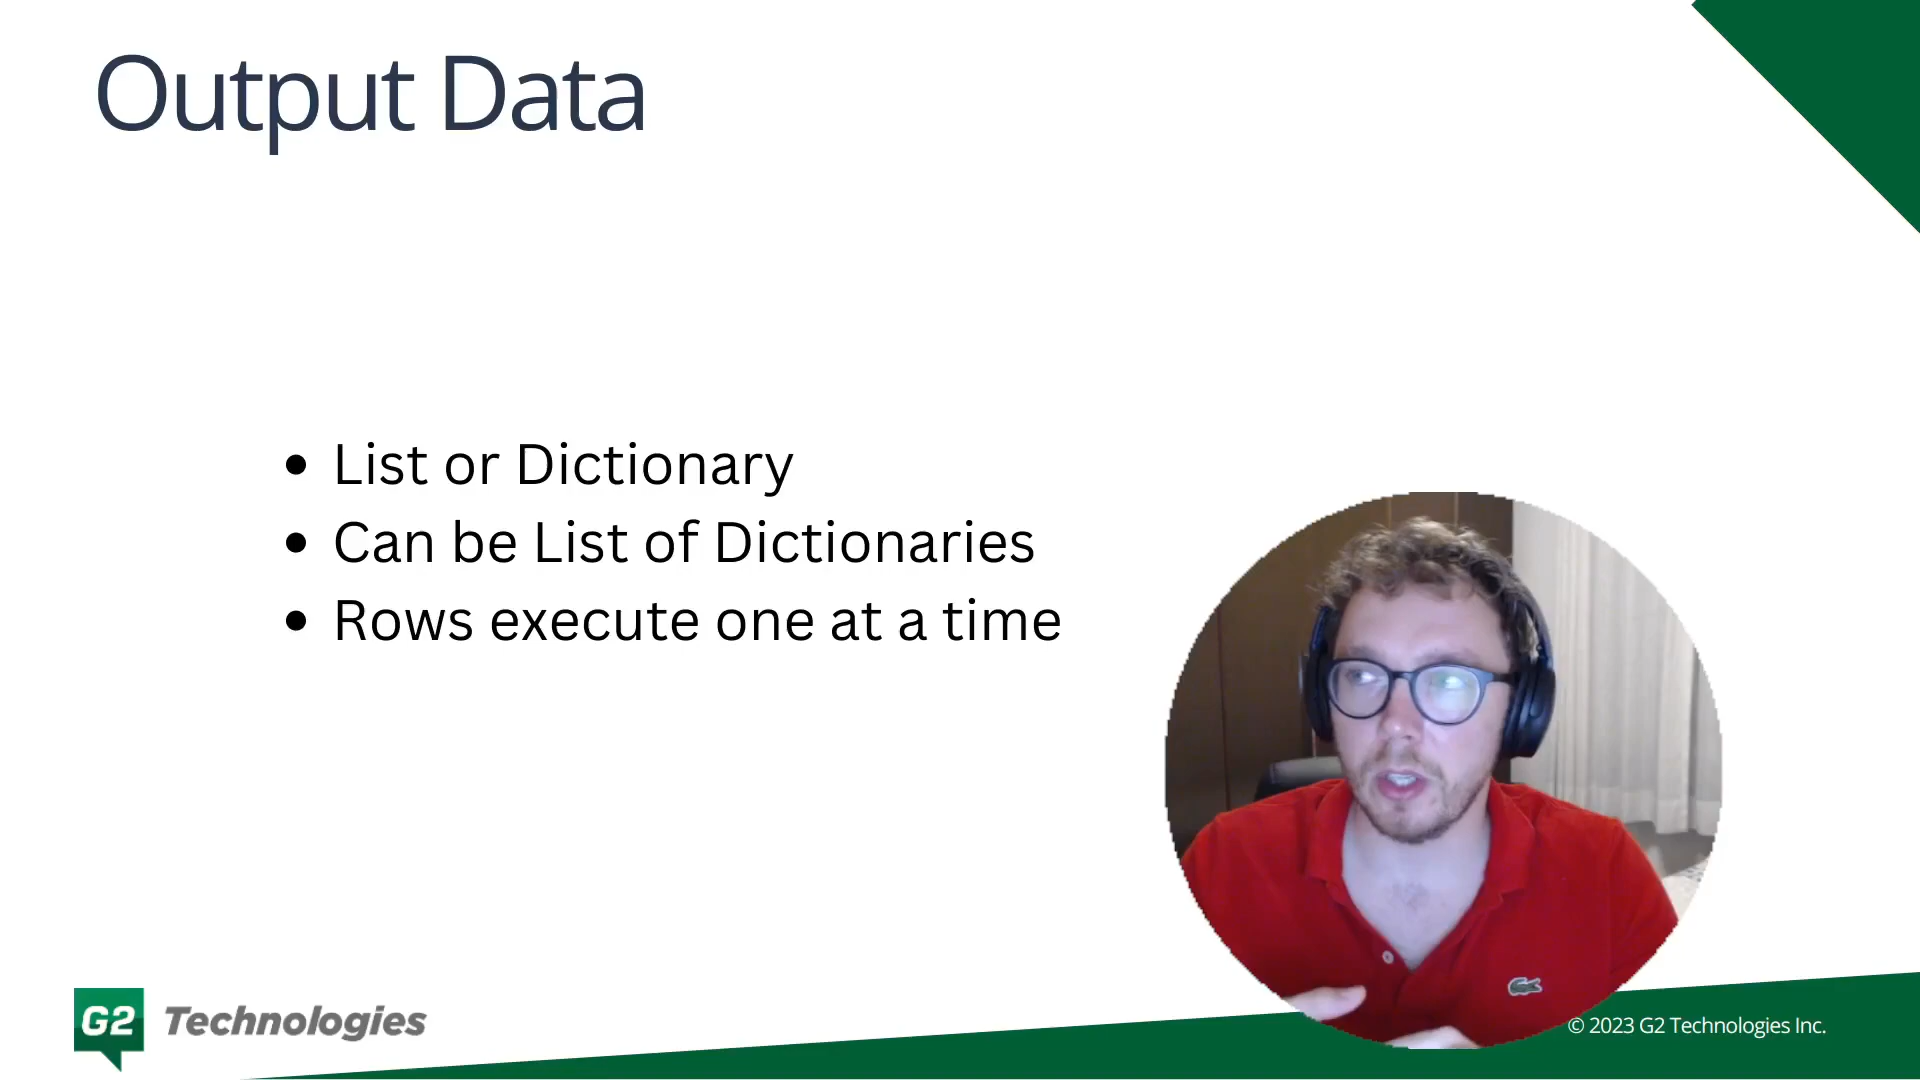 Output Data
• List or Dictionary
• Can be List of Dictionaries
• Rows execute one at a time
G2 Technologies
© 2023 G2 Technologies Inc.